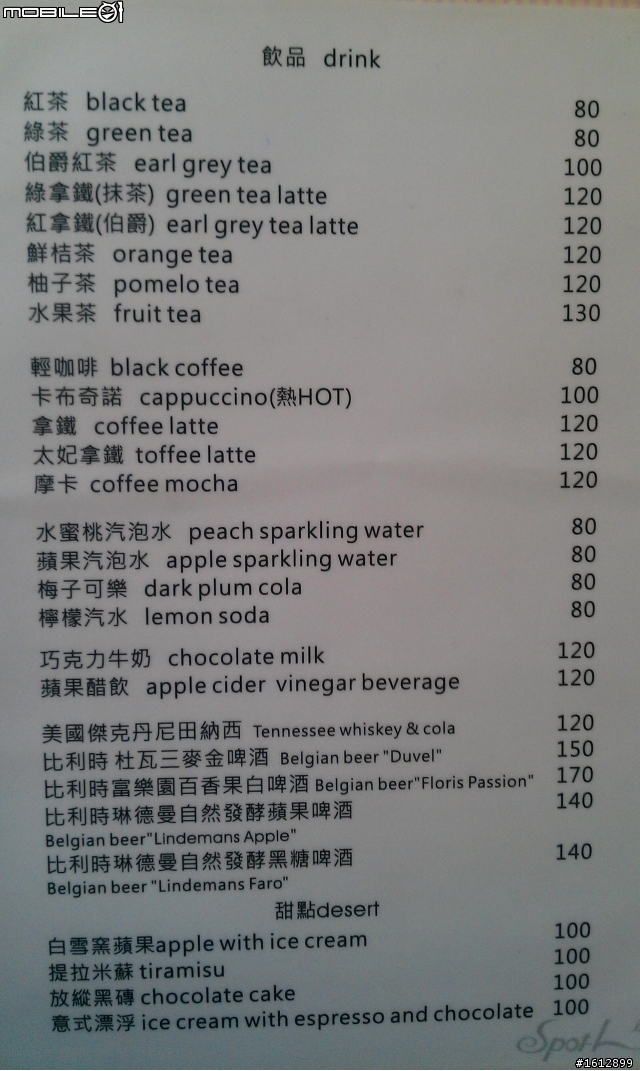 MOBILE01
飲品 drink
紅茶 black tea 80
綠茶 green tea 80
伯爵紅茶 earl grey tea 100
綠拿鐵(抹茶) green tea latte 120
紅拿鐵(伯爵) earl grey tea latte 120
鮮桔茶 orange tea 120
柚子茶 pomelo tea 120
水果茶 fruit tea 130
輕咖啡 black coffee 80
卡布奇諾 cappuccino(熱HOT) 100
拿鐵 coffee latte 120
太妃拿鐵 toffee latte 120
摩卡 coffee mocha 120
水蜜桃汽泡水 peach sparkling water 80
蘋果汽泡水 apple sparkling water 80
梅子可樂 dark plum cola 80
檸檬汽水 lemon soda 80
巧克力牛奶 chocolate milk 120
蘋果醋飲 apple cider vinegar beverage 120
美國傑克丹尼田納西 Tennessee whiskey & cola 120
比利時 杜瓦三麥金啤酒 Belgian beer "Duvel" 150
比利時富樂園百香果白啤酒 Belgian beer"Floris Passion" 170
比利時琳德曼自然發酵蘋果啤酒 140
Belgian beer"Lindemans Apple"
比利時琳德曼自然發酵黑糖啤酒 140
Belgian beer "Lindemans Faro"
甜點desert
白雪窯蘋果apple with ice cream 100
提拉米蘇 tiramisu 100
放縱黑磚 chocolate cake 100
意式漂浮 ice cream with espresso and chocolate 100
#1612899